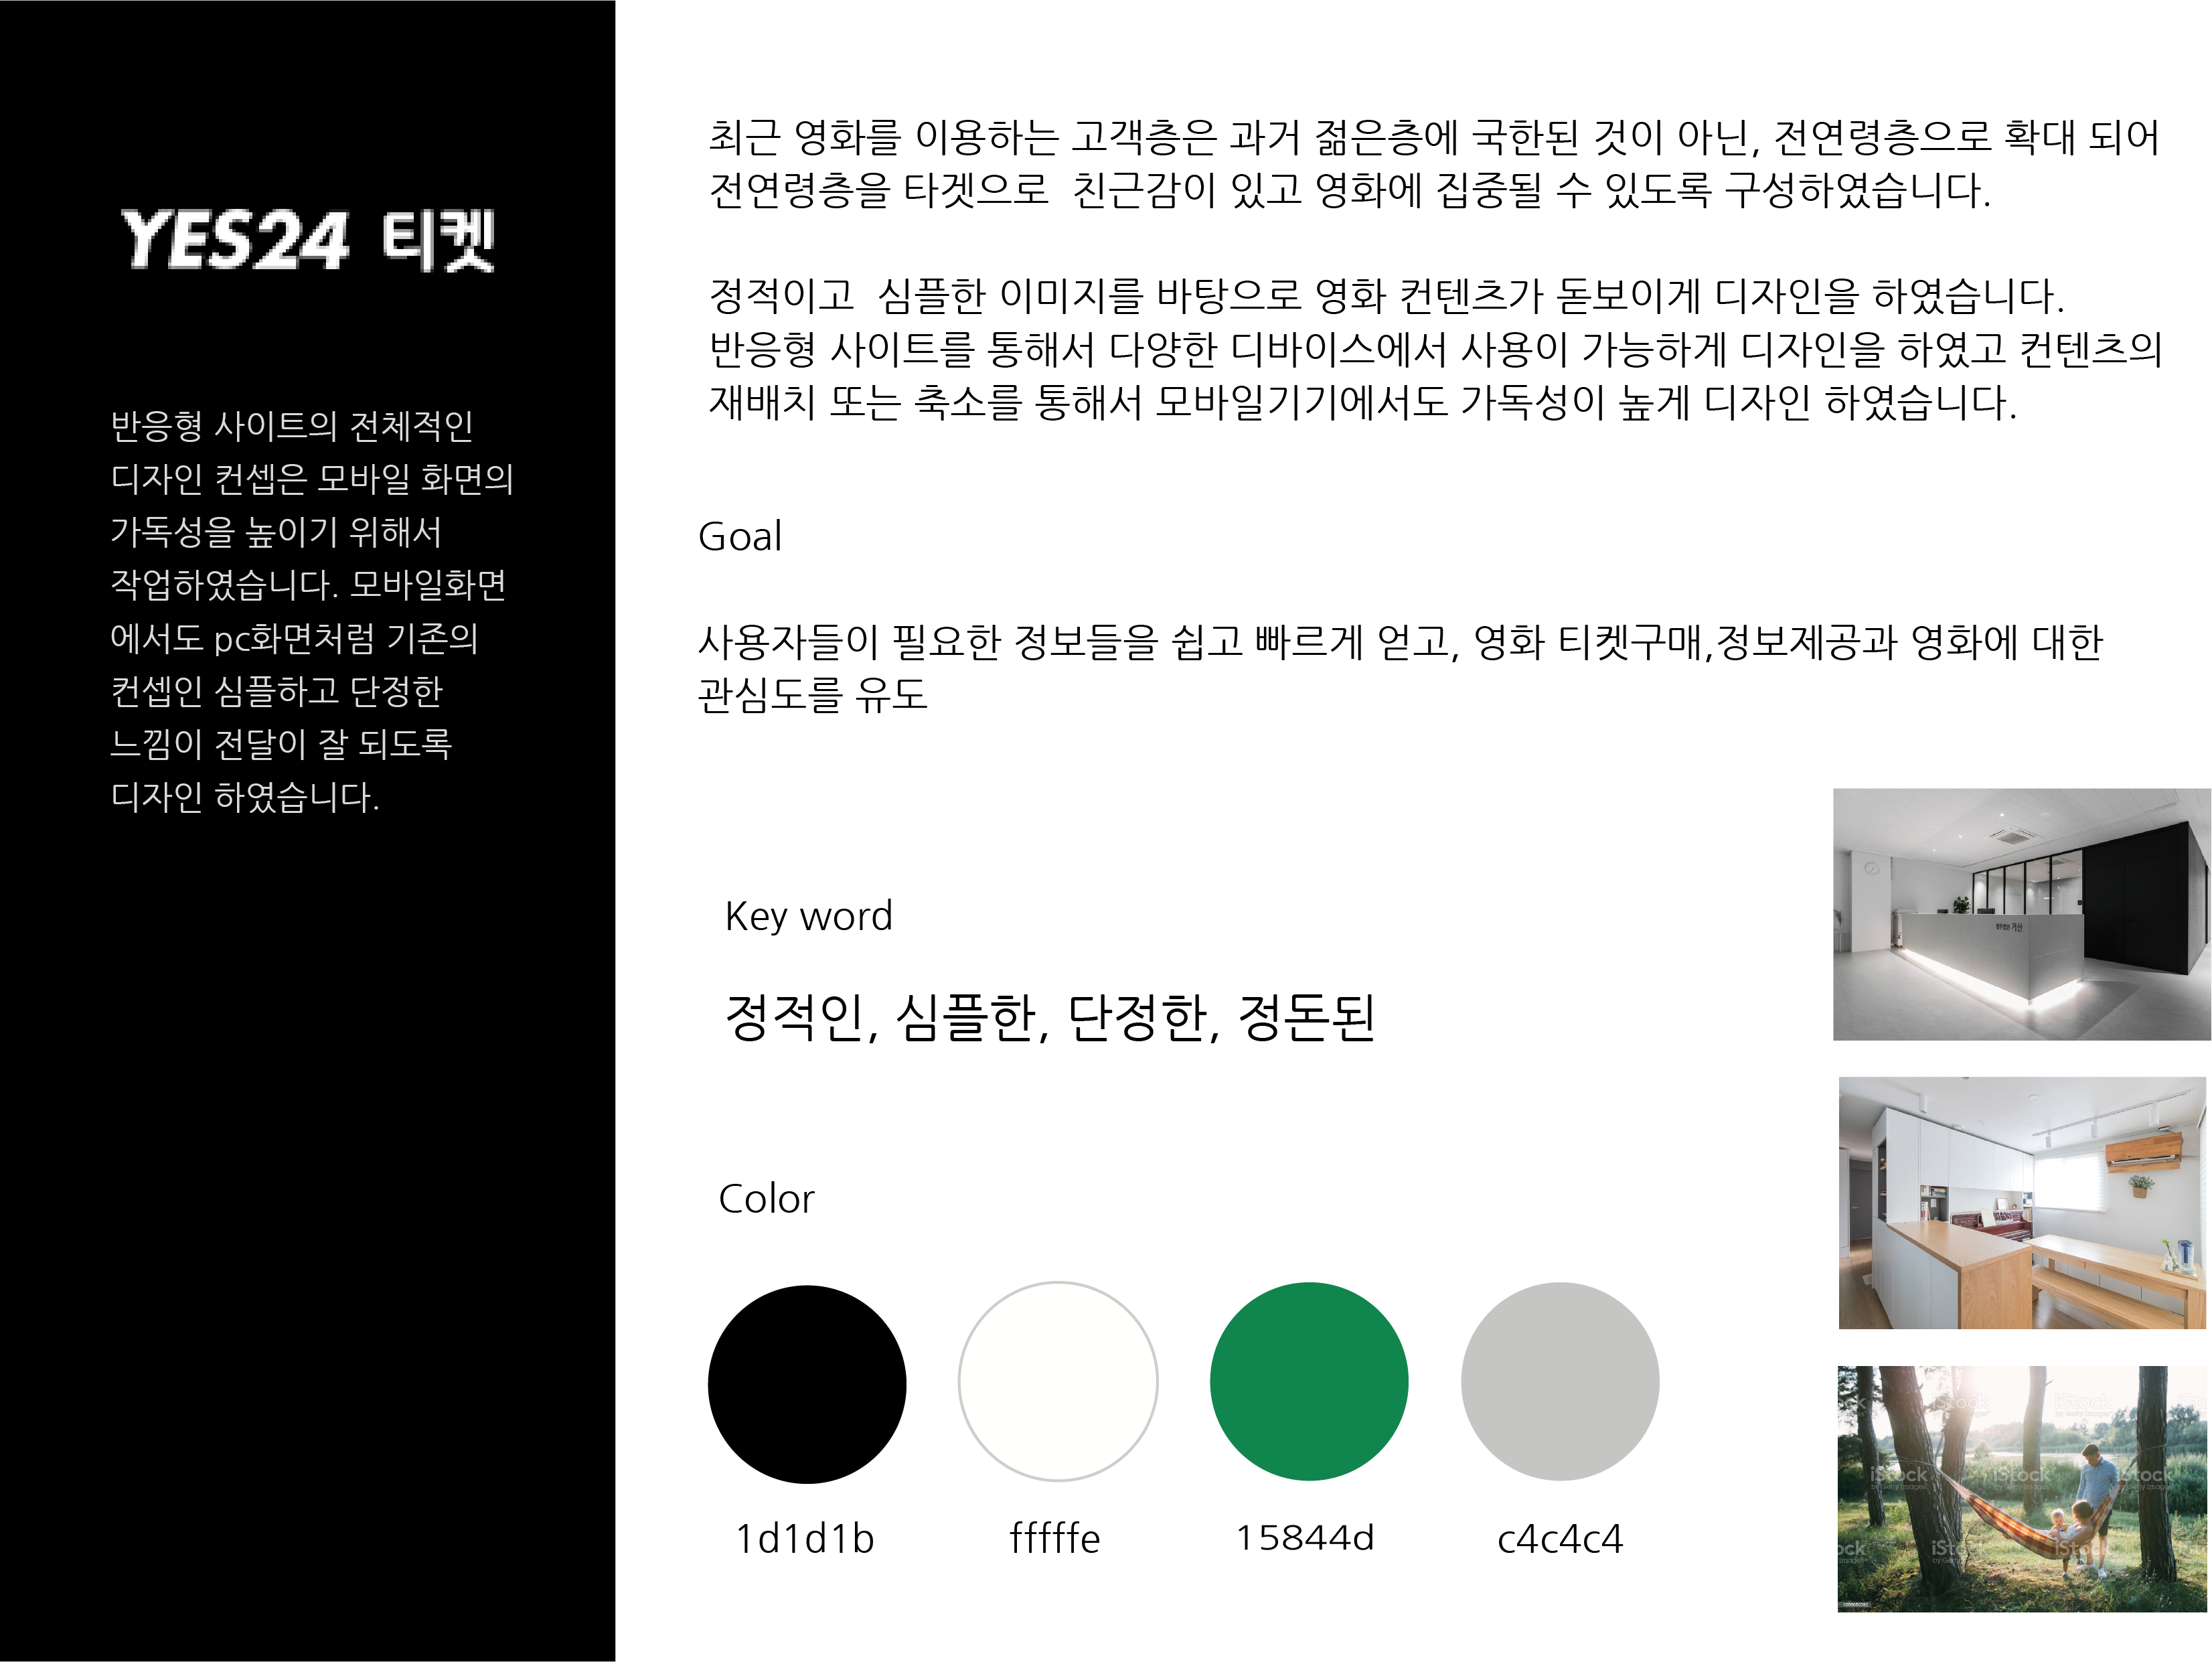 YES24 티켓
반응형 사이트의 전체적인
디자인 컨셉은 모바일 화면의
가독성을 높이기 위해서
작업하였습니다. 모바일화면
에서도 pc화면처럼 기존의
컨셉인 심플하고 단정한
느낌이 전달이 잘 되도록
디자인 하였습니다.
최근 영화를 이용하는 고객층은 과거 젊은층에 국한된 것이 아닌, 전연령층으로 확대 되어
전연령층을 타겟으로 친근감이 있고 영화에 집중될 수 있도록 구성하였습니다.
정적이고 심플한 이미지를 바탕으로 영화 컨텐츠가 돋보이게 디자인을 하였습니다.
반응형 사이트를 통해서 다양한 디바이스에서 사용이 가능하게 디자인을 하였고 컨텐츠의
재배치 또는 축소를 통해서 모바일기기에서도 가독성이 높게 디자인 하였습니다.
Goal
사용자들이 필요한 정보들을 쉽고 빠르게 얻고, 영화 티켓구매,정보제공과 영화에 대한
관심도를 유도
Key word
정적인, 심플한, 단정한, 정돈된
Color
1d1d1b
fffffe
15844d
c4c4c4
거산
iStock
by Getty Images
iStock
by Getty Images
iStock
by Getty Images
iStock
by Getty Images
iStock
by Getty Images
iStock
iStock